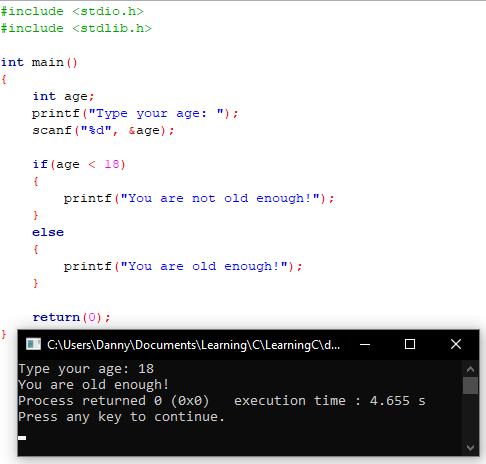 #include <stdio.h>
#include <stdlib.h>
int main()
{
    int age;
    printf("Type your age: ");
    scanf("%d", &age);
    if(age < 18)
    {
        printf("You are not old enough!");
    }
    else
    {
        printf("You are old enough!");
    }
    return(0);
}
C:\Users\Danny\Documents\Learning\C\LearningC\d...
Type your age: 18
You are old enough!
Process returned 0 (0x0)   execution time : 4.655 s
Press any key to continue.